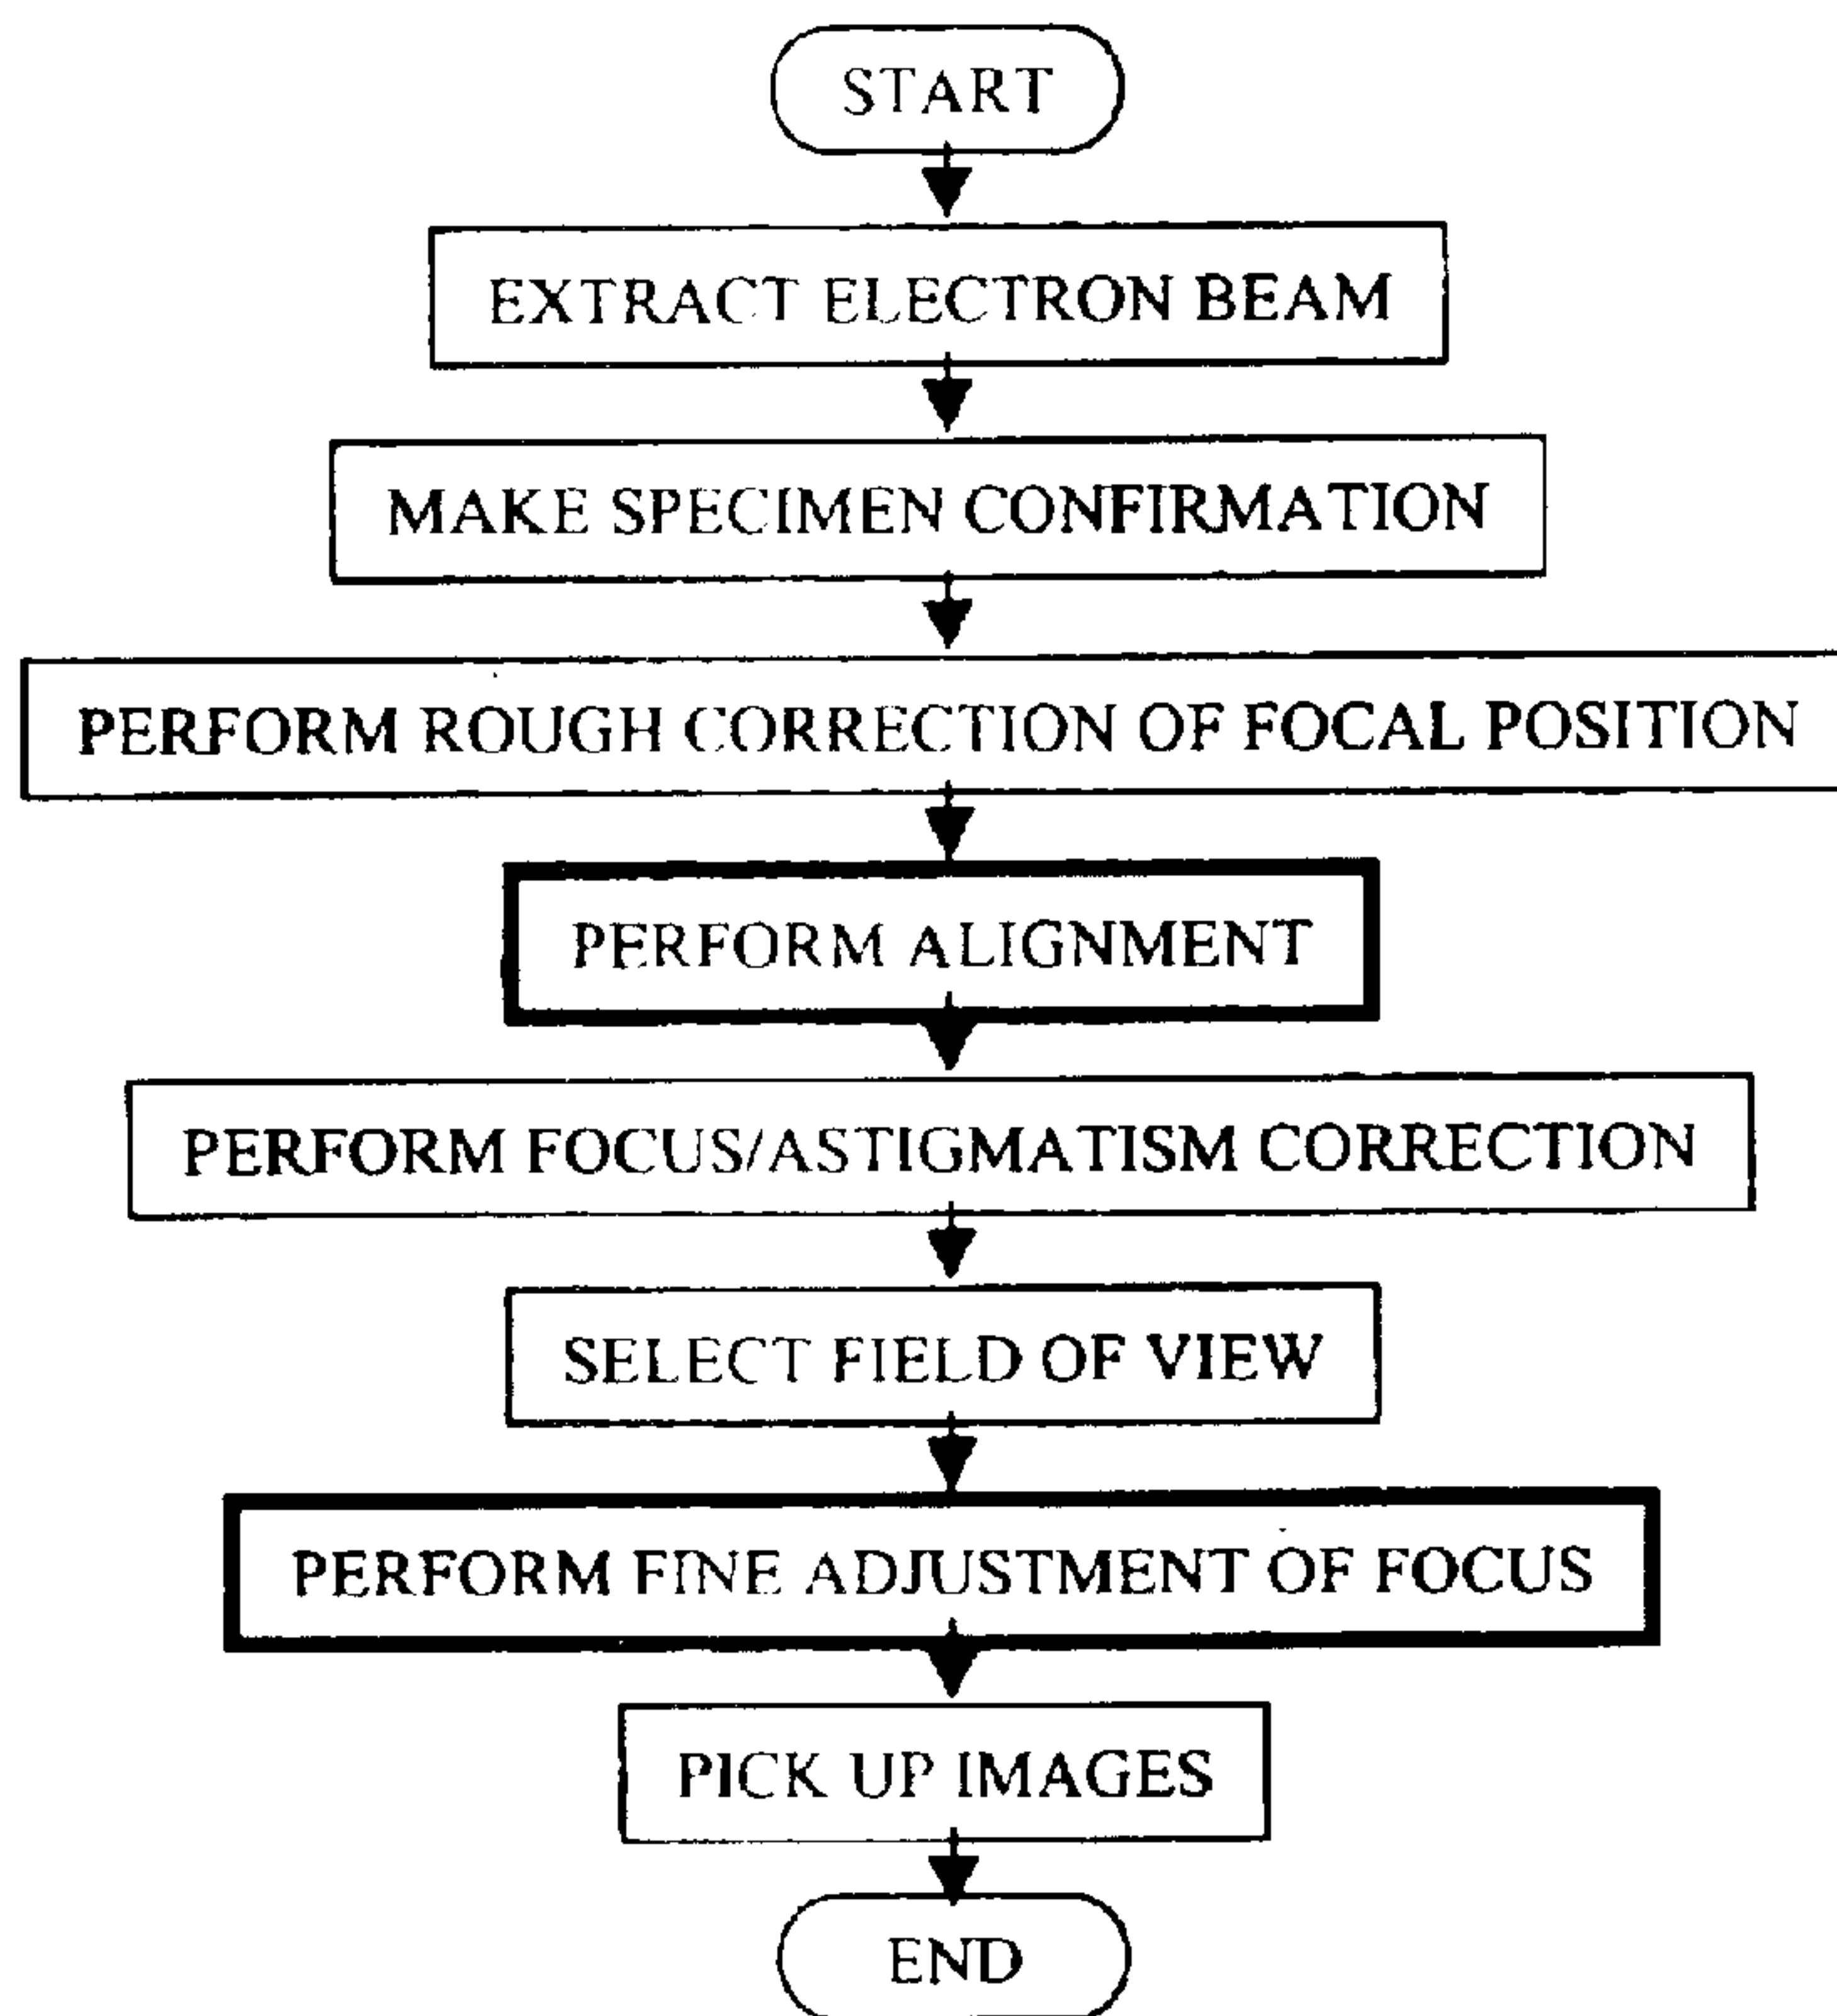 START
EXTRACT ELECTRON BEAM
MAKE SPECIMEN CONFIRMATION
PERFORM ROUGH CORRECTION OF FOCAL POSITION
PERFORM ALIGNMENT
PERFORM FOCUS/ASTIGMATISM CORRECTION
SELECT FIELD OF VIEW
PERFORM FINE ADJUSTMENT OF FOCUS
PICK UP IMAGES
END